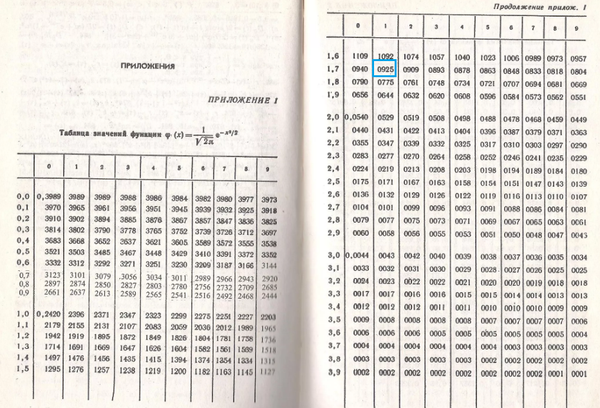 ПРИЛОЖЕНИЯ
ПРИЛОЖЕНИЕ 1
Таблица значений функции φ (x) = 1/√2π e^−x²/2
0 1 2 3 4 5 6 7 8 9
0,0 0,3989 3989 3989 3988 3986 3984 3982 3980 3977 3973
0,1 3970 3965 3961 3956 3951 3945 3939 3932 3925 3918
0,2 3910 3902 3894 3885 3876 3867 3857 3847 3836 3825
0,3 3814 3802 3790 3778 3765 3752 3739 3726 3712 3697
0,4 3683 3668 3652 3637 3621 3605 3589 3572 3555 3538
0,5 3521 3503 3485 3467 3448 3429 3410 3391 3372 3352
0,6 3332 3312 3292 3271 3251 3230 3209 3187 3166 3144
0,7 3123 3101 3079 3056 3034 3011 2989 2966 2943 2920
0,8 2897 2874 2850 2827 2803 2780 2756 2732 2709 2685
0,9 2661 2637 2613 2589 2565 2541 2516 2492 2468 2444
1,0 0,2420 2396 2371 2347 2323 2299 2275 2251 2227 2203
1,1 2179 2155 2131 2107 2083 2059 2036 2012 1989 1965
1,2 1942 1919 1895 1872 1849 1826 1804 1781 1758 1736
1,3 1714 1691 1669 1647 1626 1604 1582 1561 1539 1518
1,4 1497 1476 1456 1435 1415 1394 1374 1354 1334 1315
1,5 1295 1276 1257 1238 1219 1200 1182 1163 1145 1127
Продолжение прилож. 1
0 1 2 3 4 5 6 7 8 9
1,6 1109 1092 1074 1057 1040 1023 1006 0989 0973 0957
1,7 0940 0925 0909 0893 0878 0863 0848 0833 0818 0804
1,8 0790 0775 0761 0748 0734 0721 0707 0694 0681 0669
1,9 0656 0644 0632 0620 0608 0596 0584 0573 0562 0551
2,0 0,0540 0529 0519 0508 0498 0488 0478 0468 0459 0449
2,1 0440 0431 0422 0413 0404 0396 0387 0379 0371 0363
2,2 0355 0347 0339 0332 0325 0317 0310 0303 0297 0290
2,3 0283 0277 0270 0264 0258 0252 0246 0241 0235 0229
2,4 0224 0219 0213 0208 0203 0198 0194 0189 0184 0180
2,5 0175 0171 0167 0163 0158 0154 0151 0147 0143 0139
2,6 0136 0132 0129 0126 0122 0119 0116 0113 0110 0107
2,7 0104 0101 0099 0096 0093 0091 0088 0086 0084 0081
2,8 0079 0077 0075 0073 0071 0069 0067 0065 0063 0061
2,9 0060 0058 0056 0055 0053 0051 0050 0048 0047 0043
3,0 0,0044 0043 0042 0040 0039 0038 0037 0036 0035 0034
3,1 0033 0032 0031 0030 0029 0028 0027 0026 0025 0025
3,2 0024 0023 0022 0022 0021 0020 0020 0019 0018 0018
3,3 0017 0017 0016 0016 0015 0015 0014 0014 0013 0013
3,4 0012 0012 0012 0011 0011 0010 0010 0010 0009 0009
3,5 0009 0008 0008 0008 0008 0007 0007 0007 0007 0006
3,6 0006 0006 0006 0005 0005 0005 0005 0005 0005 0004
3,7 0004 0004 0004 0004 0004 0004 0003 0003 0003 0003
3,8 0003 0003 0003 0003 0003 0002 0002 0002 0002 0002
3,9 0002 0002 0002 0002 0002 0002 0002 0002 0001 0001